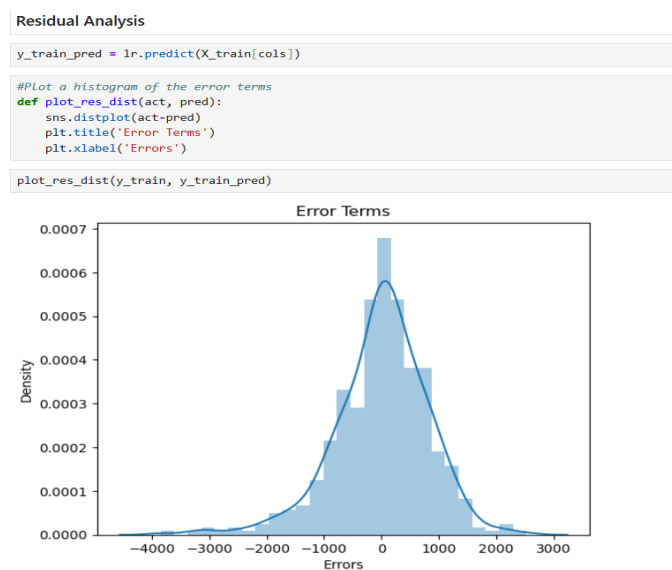 Residual Analysis
y_train_pred = lr.predict(X_train[cols])
#Plot a histogram of the error terms
def plot_res_dist(act, pred):
    sns.distplot(act-pred)
    plt.title('Error Terms')
    plt.xlabel('Errors')
plot_res_dist(y_train, y_train_pred)
Error Terms
0.0007
0.0006
0.0005
0.0004
0.0003
0.0002
0.0001
0.0000
Density
−4000 −3000 −2000 −1000 0 1000 2000 3000
Errors